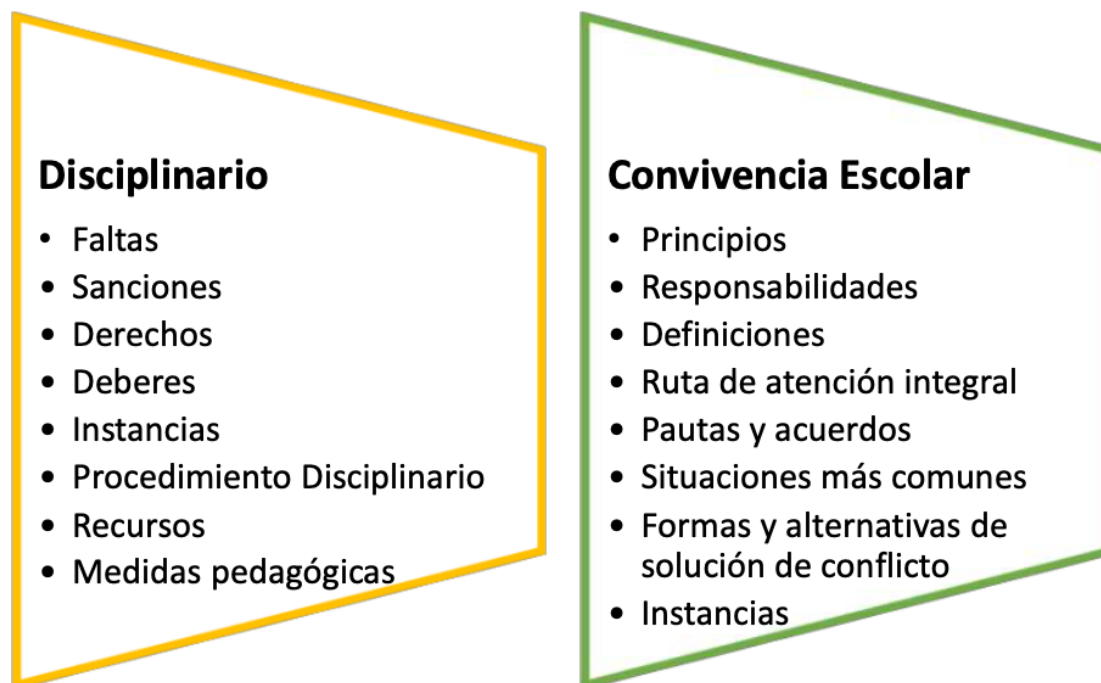 Disciplinario
• Faltas
• Sanciones
• Derechos
• Deberes
• Instancias
• Procedimiento Disciplinario
• Recursos
• Medidas pedagógicas
Convivencia Escolar
• Principios
• Responsabilidades
• Definiciones
• Ruta de atención integral
• Pautas y acuerdos
• Situaciones más comunes
• Formas y alternativas de
solución de conflicto
• Instancias